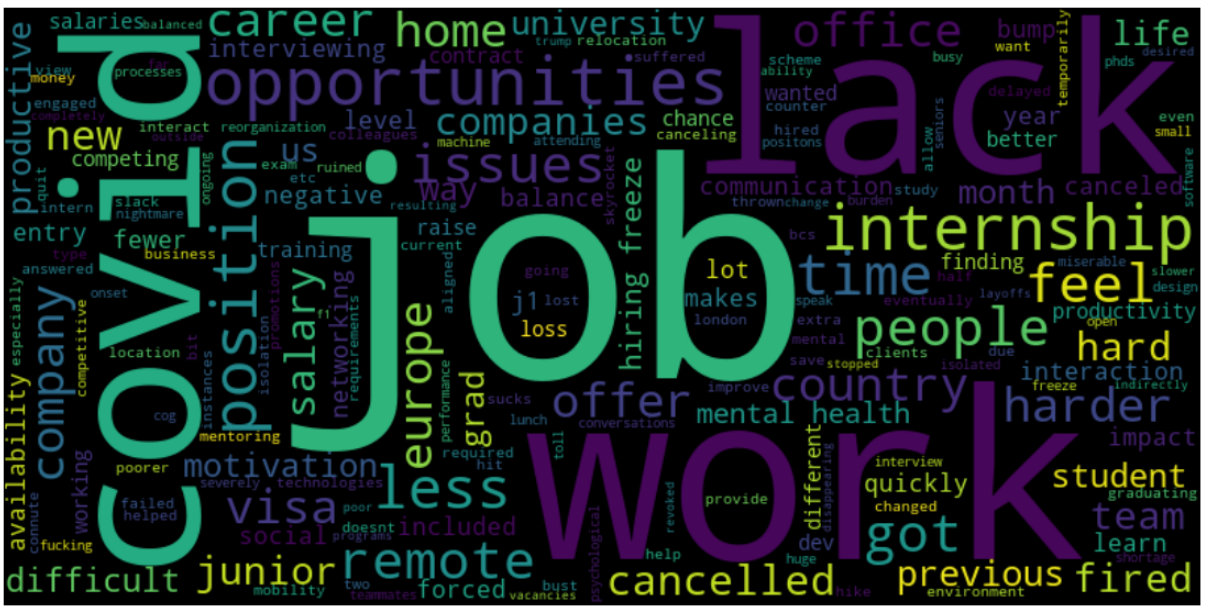 salaries
balanced
career
home
university
trump
relocation
lack
office
bump
temporarily
life
productive
view
money
far
processes
covid
interviewing
contract
suffered
scheme
ability
busy
want
phds
desired
opportunities
wanted
counter
delayed
engaged
completely
new
interact
outside
reorganization
colleagues
level
companies
machine
attending
chance
canceling
hired
positons
allow
seniors
year
better
even
small
software
competing
us
exam
ruined
etc
issues
skyrocket
quit
ongoing
position
intern
slack
nightmare
negative
resulting
way
balance
communication
study
month
canceled
thrown
change
burden
entry
fewer
training
raise
current
job
hiring freeze
bcs
internship
answered
type
business
aligned
going
lot
time
finding
miserable
slower
half
feel
design
especially
company
onset
competitive
location
bit
instances
isolation
salary
promotions
fi
networking
requirements
j1
lost
loss
makes
london
speak
eventually
extra
layoffs
productivity
open
europe
performance
people
mental
save
clients
stopped
isolated
due
hard
interaction
freeze
indirectly
availability
cog
mentoring
grad
sucks
offer
improve
country
harder
lunch
conversations
mental health
working
poorer
motivation
required
hit
toll
work
different
disappearing
interview
quickly
changed
impact
student
graduating
failed
helped
severely
technologies
less
visa
poor
doesnt
included
programs
psychological
revoked
provide
dev
got
team
learn
shortage
fucking
social
remote
help
huge
difficult
junior
mobility
two
teammates
forced
bust
vacancies
cancelled
hike
previous
environment
fired